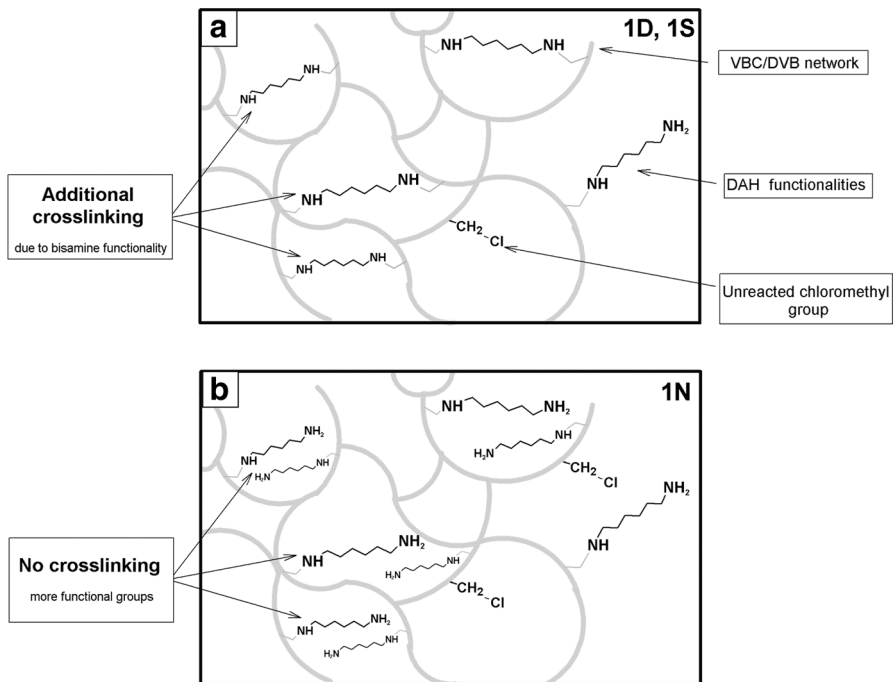 a
1D, 1S
NH
NH
VBC/DVB network
NH
NH
NH₂
NH
DAH functionalities
Additional
crosslinking
due to bisamine functionality
NH
NH
CH₂
Cl
NH
NH
Unreacted chloromethyl
group
b
1N
NH
NH₂
NH₂
NH
H₂N
NH
NH
H₂N
NH
CH₂
Cl
NH₂
NH
No crosslinking
more functional groups
NH₂
NH
NH
H₂N
CH₂
Cl
NH₂
NH
NH
H₂N